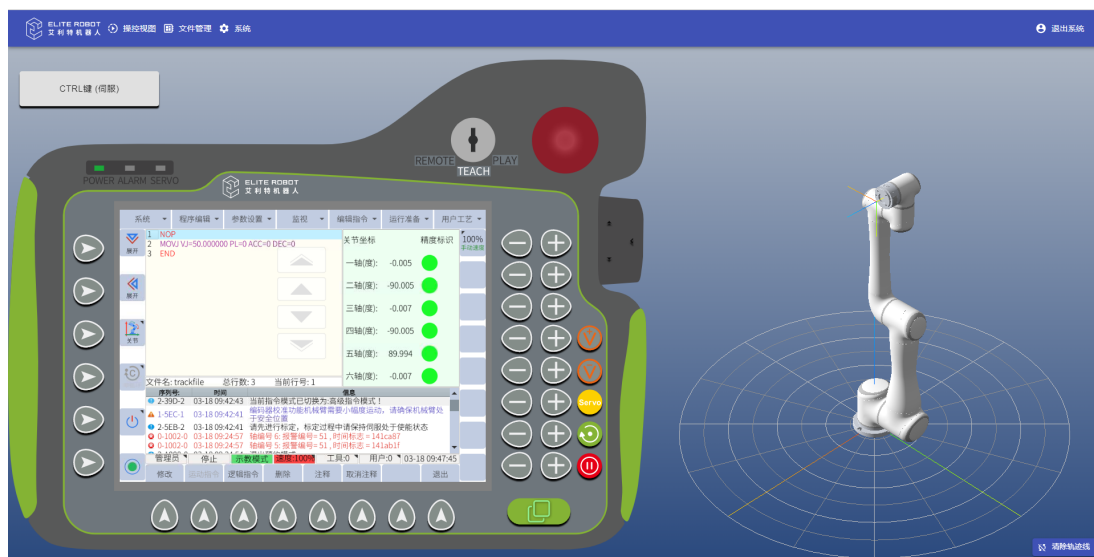 ELITE ROBOT
艾利特机器人
操控视图 文件管理 系统
退出系统
CTRL键 (伺服)
REMOTE PLAY
TEACH
POWER ALARM SERVO
ELITE ROBOT
艾利特机器人
系统 程序编辑 参数设置 监视 编辑指令 运行准备 用户工艺
展开
展开
关节
1 NOP
2 MOVJ VJ=50.000000 PL=0 ACC=0 DEC=0
3 END
关节坐标 精度标识
100%
手动速度
一轴(度): -0.005
二轴(度): -90.005
三轴(度): -0.007
四轴(度): -90.005
五轴(度): 89.994
六轴(度): -0.007
文件名: trackfile 总行数: 3 当前行号: 1
序列号: 时间 信息
2-39D-2 03-18 09:42:43 当前指令模式已切换为:高级指令模式！
1-5EC-1 03-18 09:42:41 编码器校准功能机械臂需要小幅度运动，请确保机械臂处于安全位置
2-5EB-2 03-18 09:42:41 请先进行标定，标定过程中请保持伺服处于使能状态
0-1002-0 03-18 09:24:57 轴编号 6: 报警编号= 51 , 时间标志 = 141ca87
0-1002-0 03-18 09:24:57 轴编号 5: 报警编号= 51 , 时间标志 = 141ab1f
管理员 停止 示教模式 速度:100% 工具:0 用户:0 03-18 09:47:45
修改 逻辑指令 删除 注释 取消注释 退出
Servo
清除轨迹线